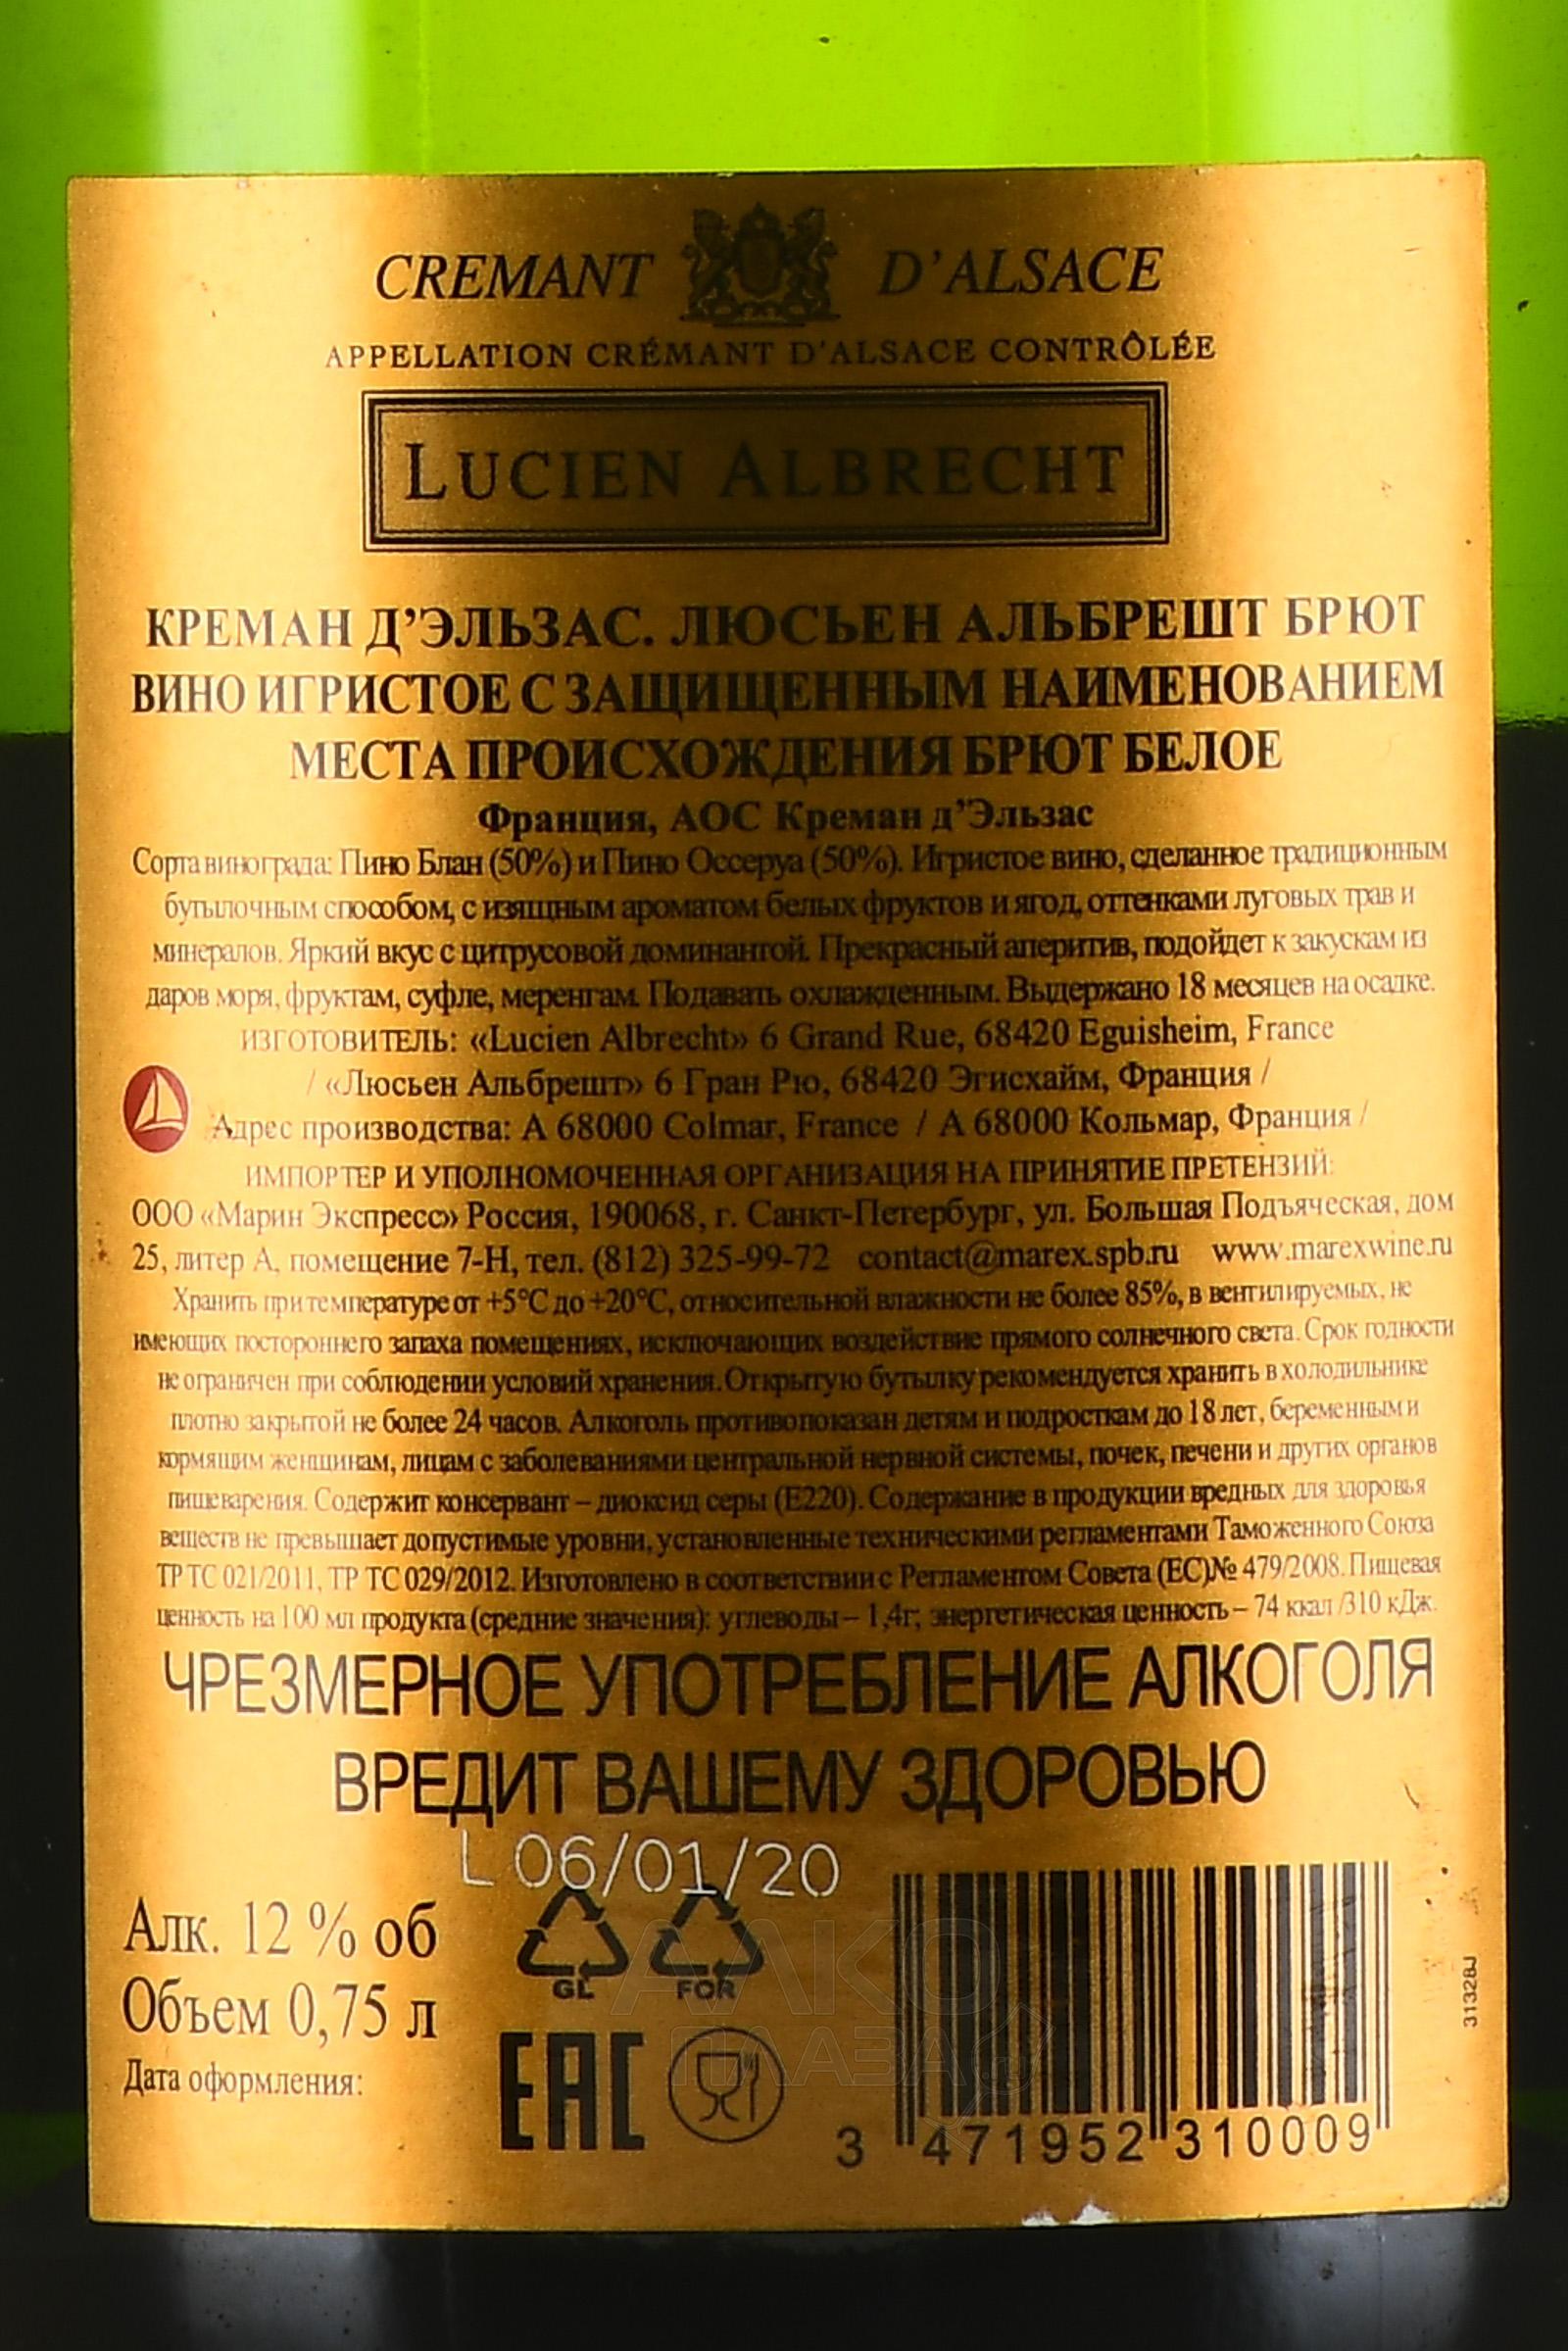 CREMANT D'ALSACE
APPELLATION CRÉMANT D'ALSACE CONTRÔLÉE
LUCIEN ALBRECHT
КРЕМАН Д’ЭЛЬЗАС. ЛЮСЬЕН АЛЬБРЕШТ БРЮТ
ВИНО ИГРИСТОЕ С ЗАЩИЩЕННЫМ НАИМЕНОВАНИЕМ
МЕСТА ПРОИСХОЖДЕНИЯ БРЮТ БЕЛОЕ
Франция, АОС Креман д’Эльзас
Сорта винограда: Пино Блан (50%) и Пино Оссеруа (50%). Игристое вино, сделанное традиционным
бутылочным способом, с изящным ароматом белых фруктов и ягод, оттенками луговых трав и
минералов. Яркий вкус с цитрусовой доминантой. Прекрасный аперитив, подойдет к закускам из
даров моря, фруктам, суфле, меренгам. Подавать охлажденным. Выдержано 18 месяцев на осадке.
ИЗГОТОВИТЕЛЬ: «Lucien Albrecht» 6 Grand Rue, 68420 Eguisheim, France
/ «Люсьен Альбрешт» 6 Гран Рю, 68420 Эгисхайм, Франция /
Адрес производства: A 68000 Colmar, France / А 68000 Кольмар, Франция /
ИМПОРТЕР И УПОЛНОМОЧЕННАЯ ОРГАНИЗАЦИЯ НА ПРИНЯТИЕ ПРЕТЕНЗИЙ:
ООО «Марин Экспресс» Россия, 190068, г. Санкт-Петербург, ул. Большая Подъяческая, дом
25, литер А, помещение 7-Н, тел. (812) 325-99-72 contact@marex.spb.ru www.marexwine.ru
Хранить при температуре от +5°С до +20°С, относительной влажности не более 85%, в вентилируемых, не
имеющих постороннего запаха помещениях, исключающих воздействие прямого солнечного света. Срок годности
не ограничен при соблюдении условий хранения. Открытую бутылку рекомендуется хранить в холодильнике
плотно закрытой не более 24 часов. Алкоголь противопоказан детям и подросткам до 18 лет, беременным и
кормящим женщинам, лицам с заболеваниями центральной нервной системы, почек, печени и других органов
пищеварения. Содержит консервант – диоксид серы (Е220). Содержание в продукции вредных для здоровья
веществ не превышает допустимые уровни, установленные техническими регламентами Таможенного Союза
ТР ТС 021/2011, ТР ТС 029/2012. Изготовлено в соответствии с Регламентом Совета (ЕС)№ 479/2008. Пищевая
ценность на 100 мл продукта (средние значения): углеводы – 1,4г; энергетическая ценность – 74 ккал /310 кДж.
ЧРЕЗМЕРНОЕ УПОТРЕБЛЕНИЕ АЛКОГОЛЯ
ВРЕДИТ ВАШЕМУ ЗДОРОВЬЮ
L 06/01/20
Алк. 12 % об
Объем 0,75 л
Дата оформления:
GL FOR
EAC
АЛКО
ПЛАЗА
3 471952 310009
31328J